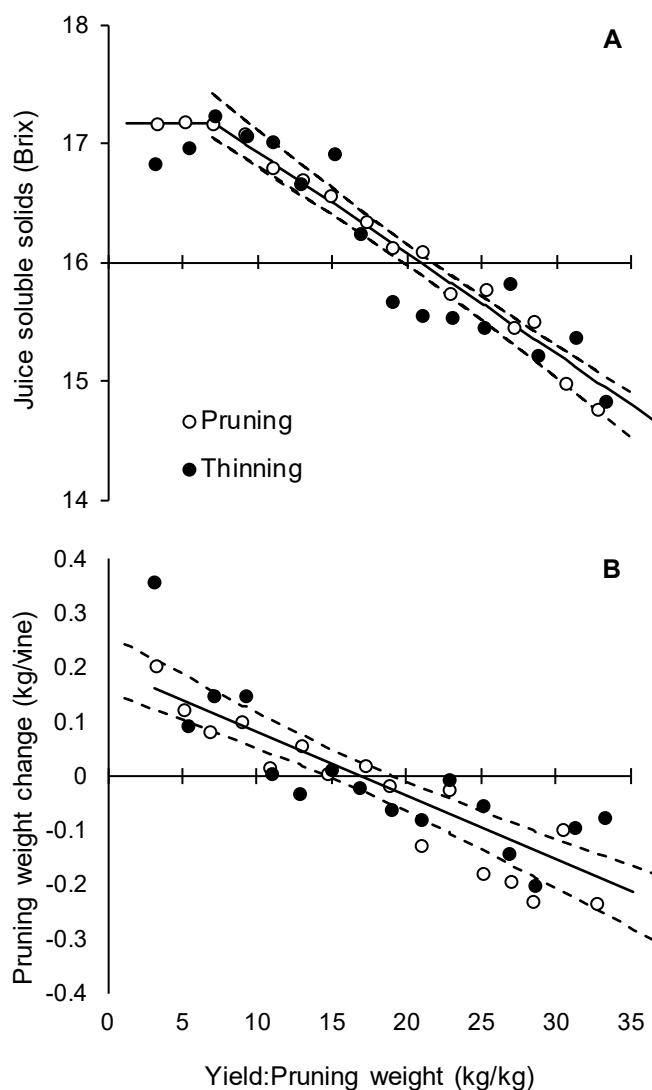 18
A
17
16
15
14
Juice soluble solids (Brix)
Pruning
Thinning
0.4
B
0.3
0.2
0.1
0
-0.1
-0.2
-0.3
-0.4
Pruning weight change (kg/vine)
0 5 10 15 20 25 30 35
Yield:Pruning weight (kg/kg)